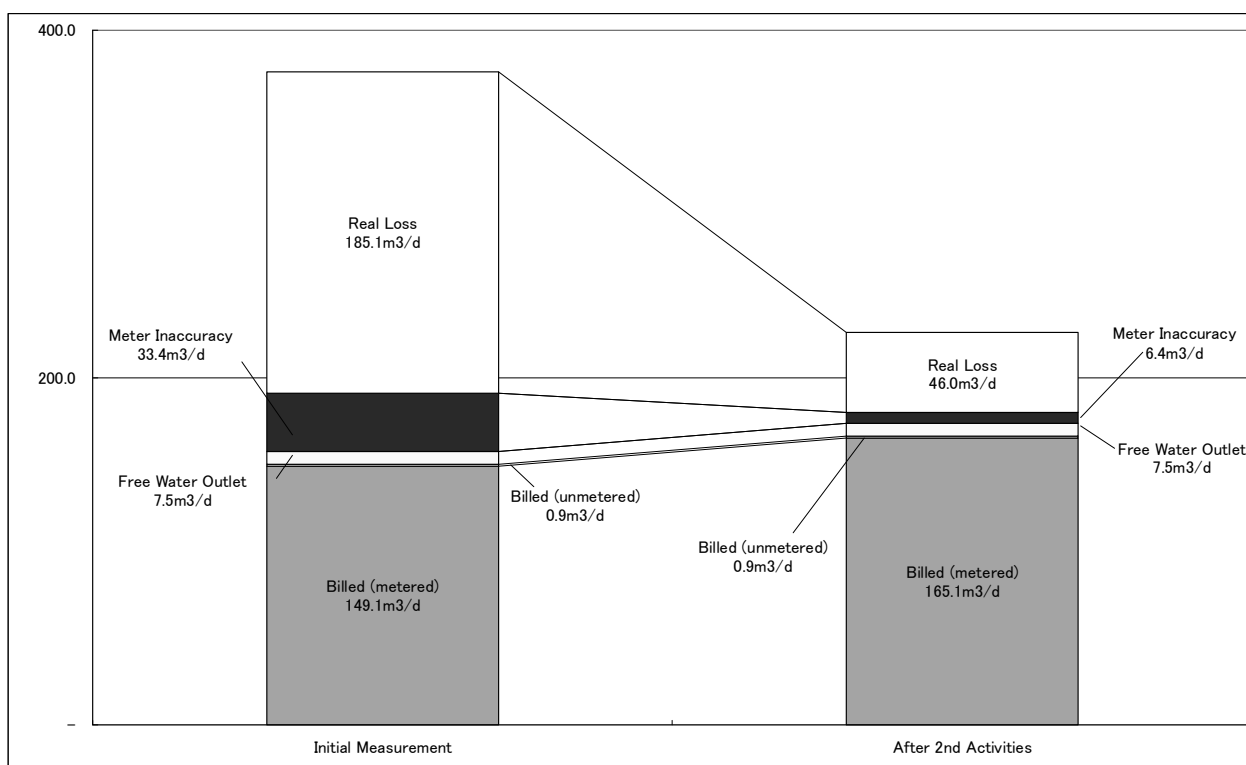 400.0
Real Loss
185.1m3/d
Meter Inaccuracy
33.4m3/d
Meter Inaccuracy
6.4m3/d
Real Loss
46.0m3/d
200.0
Free Water Outlet
7.5m3/d
Billed (unmetered)
0.9m3/d
Free Water Outlet
7.5m3/d
Billed (unmetered)
0.9m3/d
Billed (metered)
149.1m3/d
Billed (metered)
165.1m3/d
–
Initial Measurement
After 2nd Activities